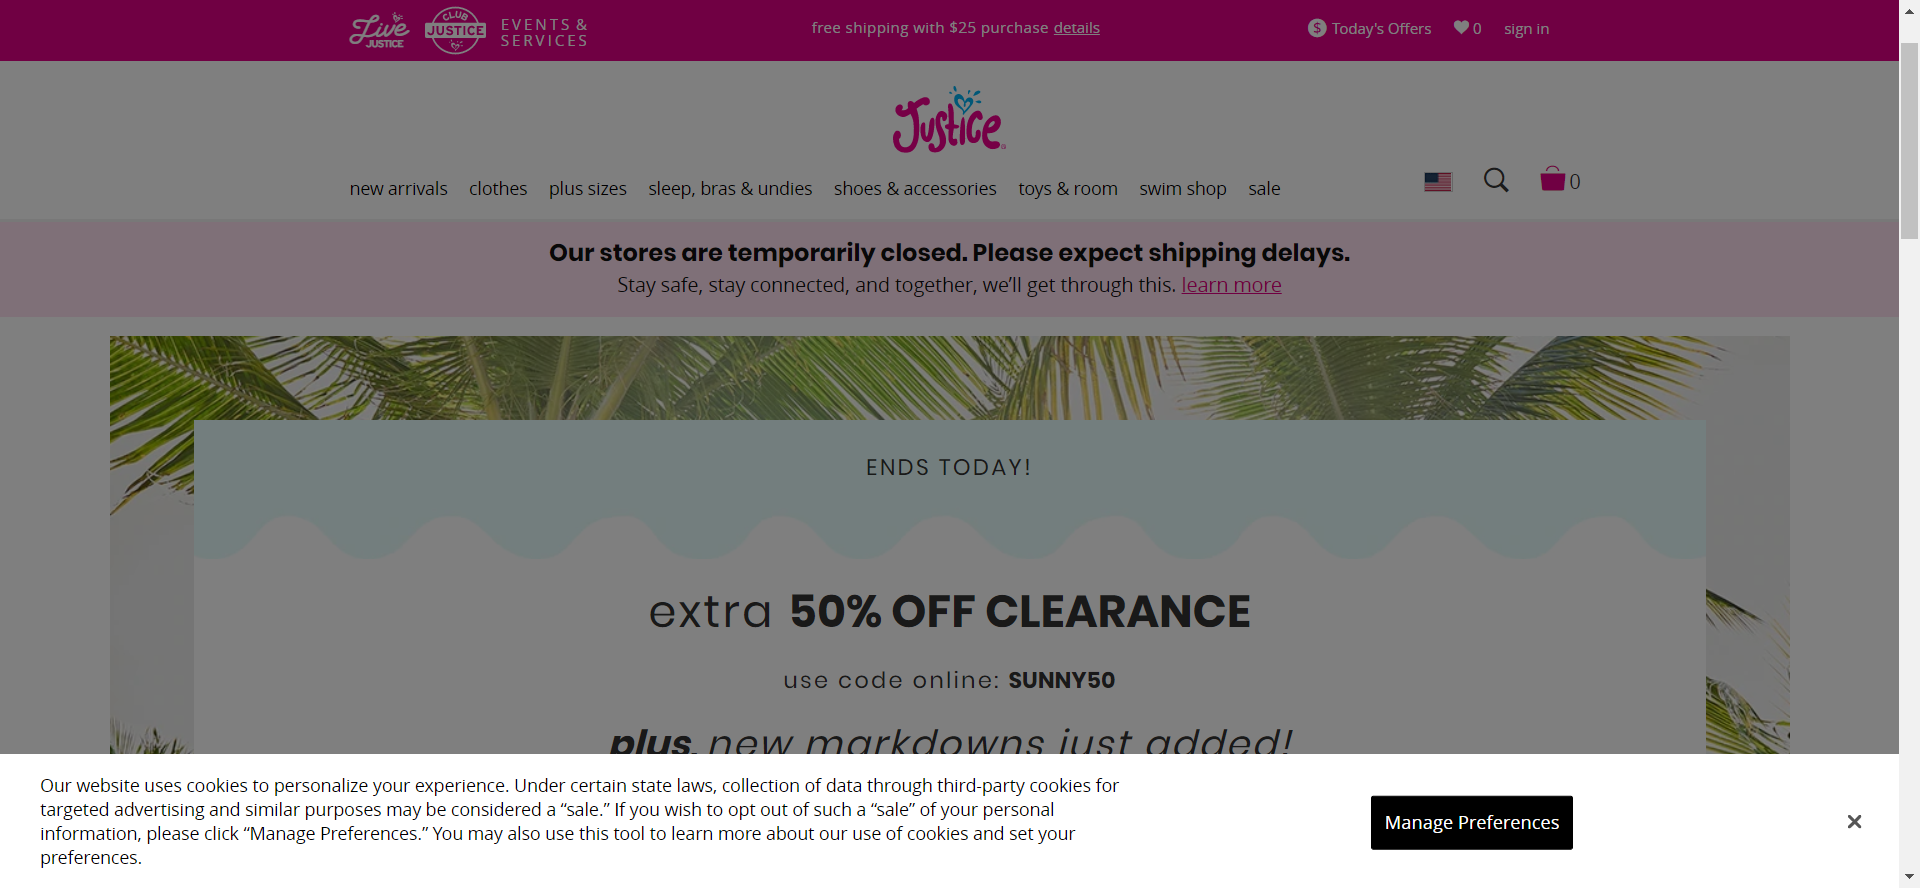 Live JUSTICE
CLUB JUSTICE
EVENTS & SERVICES
free shipping with $25 purchase details
$ Today's Offers
0
sign in
Justice
new arrivals clothes plus sizes sleep, bras & undies shoes & accessories toys & room swim shop sale
0
Our stores are temporarily closed. Please expect shipping delays.
Stay safe, stay connected, and together, we’ll get through this. learn more
ENDS TODAY!
extra 50% OFF CLEARANCE
use code online: SUNNY50
plus, new markdowns just added!
Our website uses cookies to personalize your experience. Under certain state laws, collection of data through third-party cookies for
targeted advertising and similar purposes may be considered a “sale.” If you wish to opt out of such a “sale” of your personal
information, please click “Manage Preferences.” You may also use this tool to learn more about our use of cookies and set your
preferences.
Manage Preferences